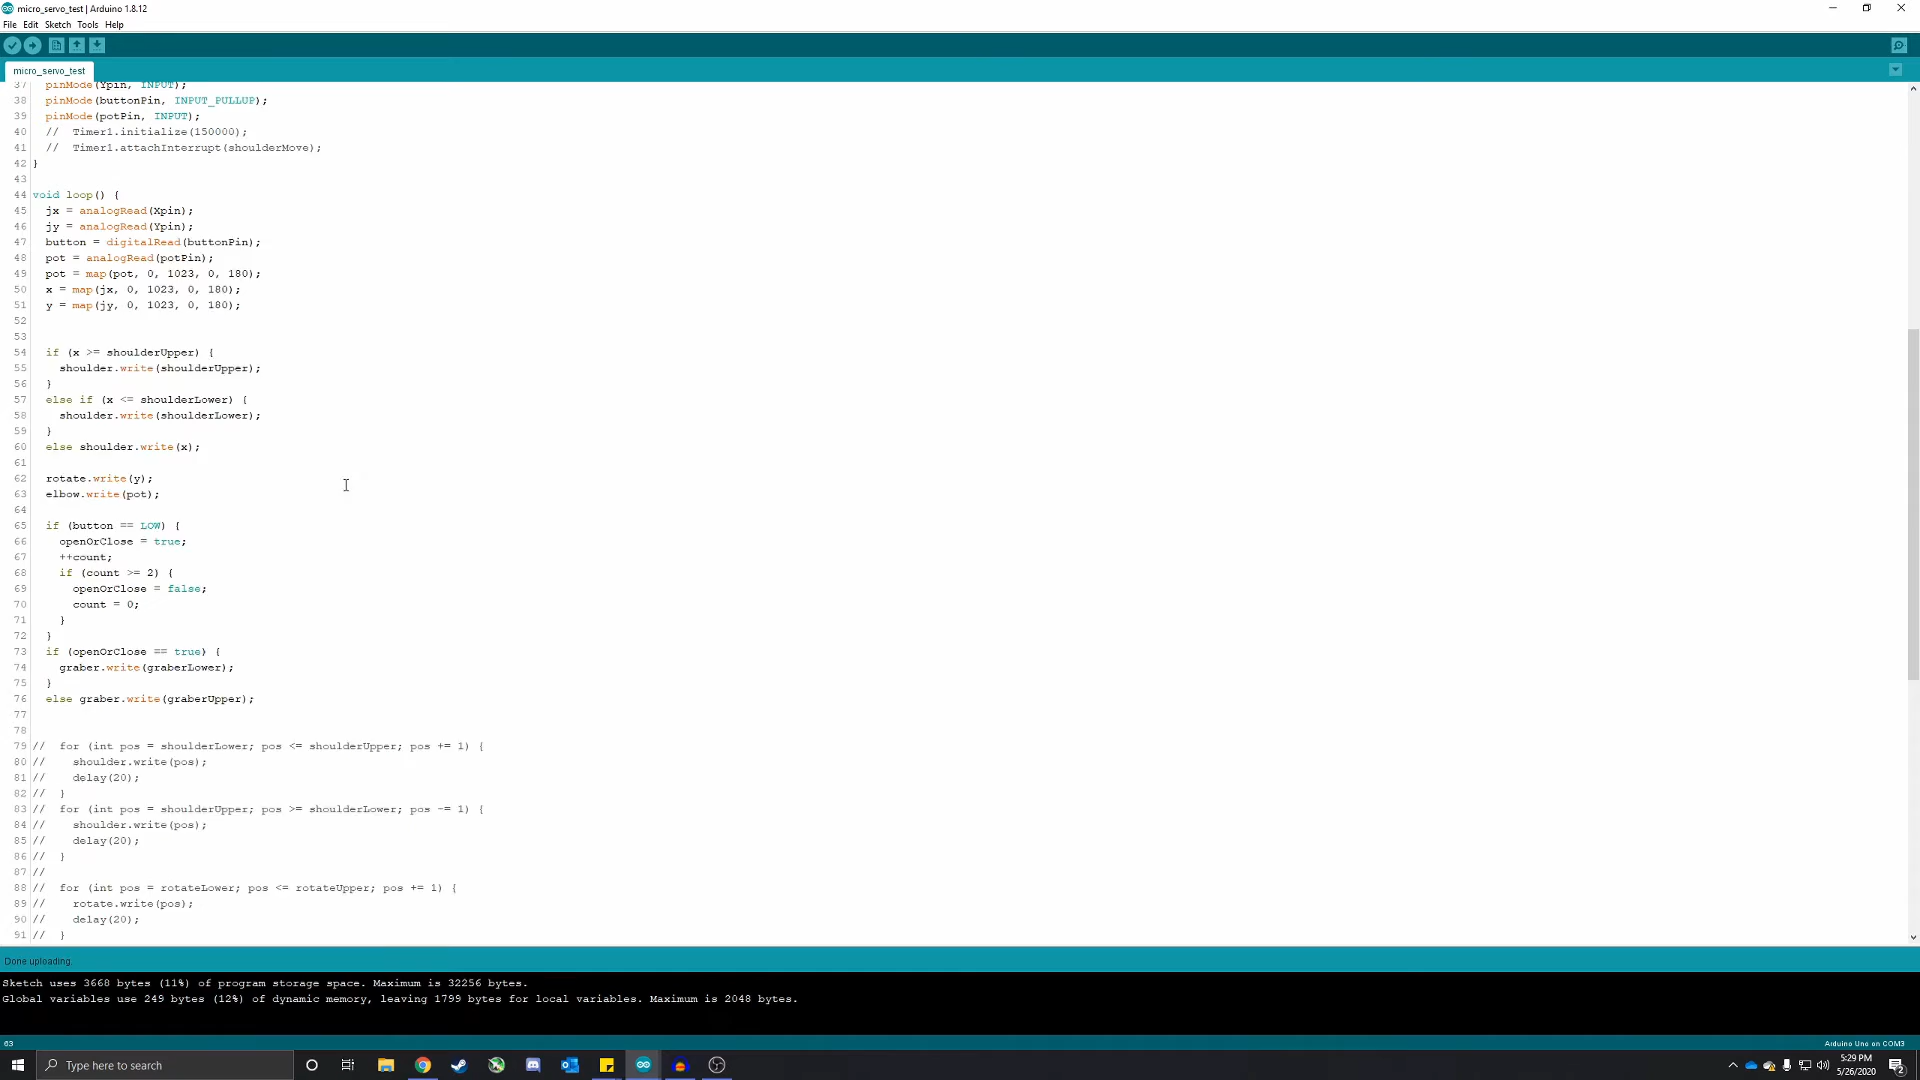 micro_servo_test | Arduino 1.8.12
File Edit Sketch Tools Help
micro_servo_test
37 pinMode(Ypin, INPUT);
38 pinMode(buttonPin, INPUT_PULLUP);
39 pinMode(potPin, INPUT);
40 // Timer1.initialize(150000);
41 // Timer1.attachInterrupt(shoulderMove);
42 }
43
44 void loop() {
45 jx = analogRead(Xpin);
46 jy = analogRead(Ypin);
47 button = digitalRead(buttonPin);
48 pot = analogRead(potPin);
49 pot = map(pot, 0, 1023, 0, 180);
50 x = map(jx, 0, 1023, 0, 180);
51 y = map(jy, 0, 1023, 0, 180);
52
53
54 if (x >= shoulderUpper) {
55 shoulder.write(shoulderUpper);
56 }
57 else if (x <= shoulderLower) {
58 shoulder.write(shoulderLower);
59 }
60 else shoulder.write(x);
61
62 rotate.write(y);
63 elbow.write(pot);
64
65 if (button == LOW) {
66 openOrClose = true;
67 ++count;
68 if (count >= 2) {
69 openOrClose = false;
70 count = 0;
71 }
72 }
73 if (openOrClose == true) {
74 graber.write(graberLower);
75 }
76 else graber.write(graberUpper);
77
78
79 // for (int pos = shoulderLower; pos <= shoulderUpper; pos += 1) {
80 // shoulder.write(pos);
81 // delay(20);
82 // }
83 // for (int pos = shoulderUpper; pos >= shoulderLower; pos -= 1) {
84 // shoulder.write(pos);
85 // delay(20);
86 // }
87 //
88 // for (int pos = rotateLower; pos <= rotateUpper; pos += 1) {
89 // rotate.write(pos);
90 // delay(20);
91 // }
Done uploading.
Sketch uses 3668 bytes (11%) of program storage space. Maximum is 32256 bytes.
Global variables use 249 bytes (12%) of dynamic memory, leaving 1799 bytes for local variables. Maximum is 2048 bytes.
63 Arduino Uno on COM3
Type here to search
5:29 PM
5/26/2020
2